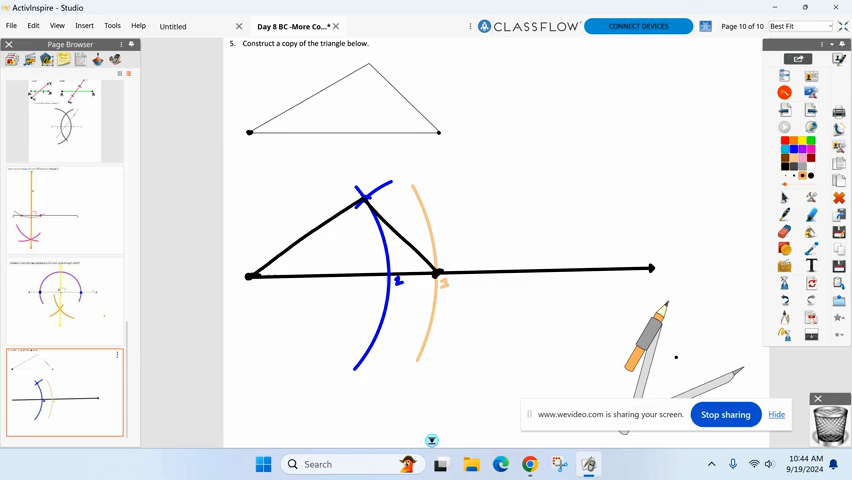 ActivInspire - Studio
File Edit View Insert Tools Help
Untitled
Day 8 BC -More Co...*
CLASSFLOW
CONNECT DEVICES
Page 10 of 10
Best Fit
Page Browser
5. Construct a copy of the triangle below.
2
1
www.wevideo.com is sharing your screen.
Stop sharing
Hide
Search
10:44 AM
9/19/2024